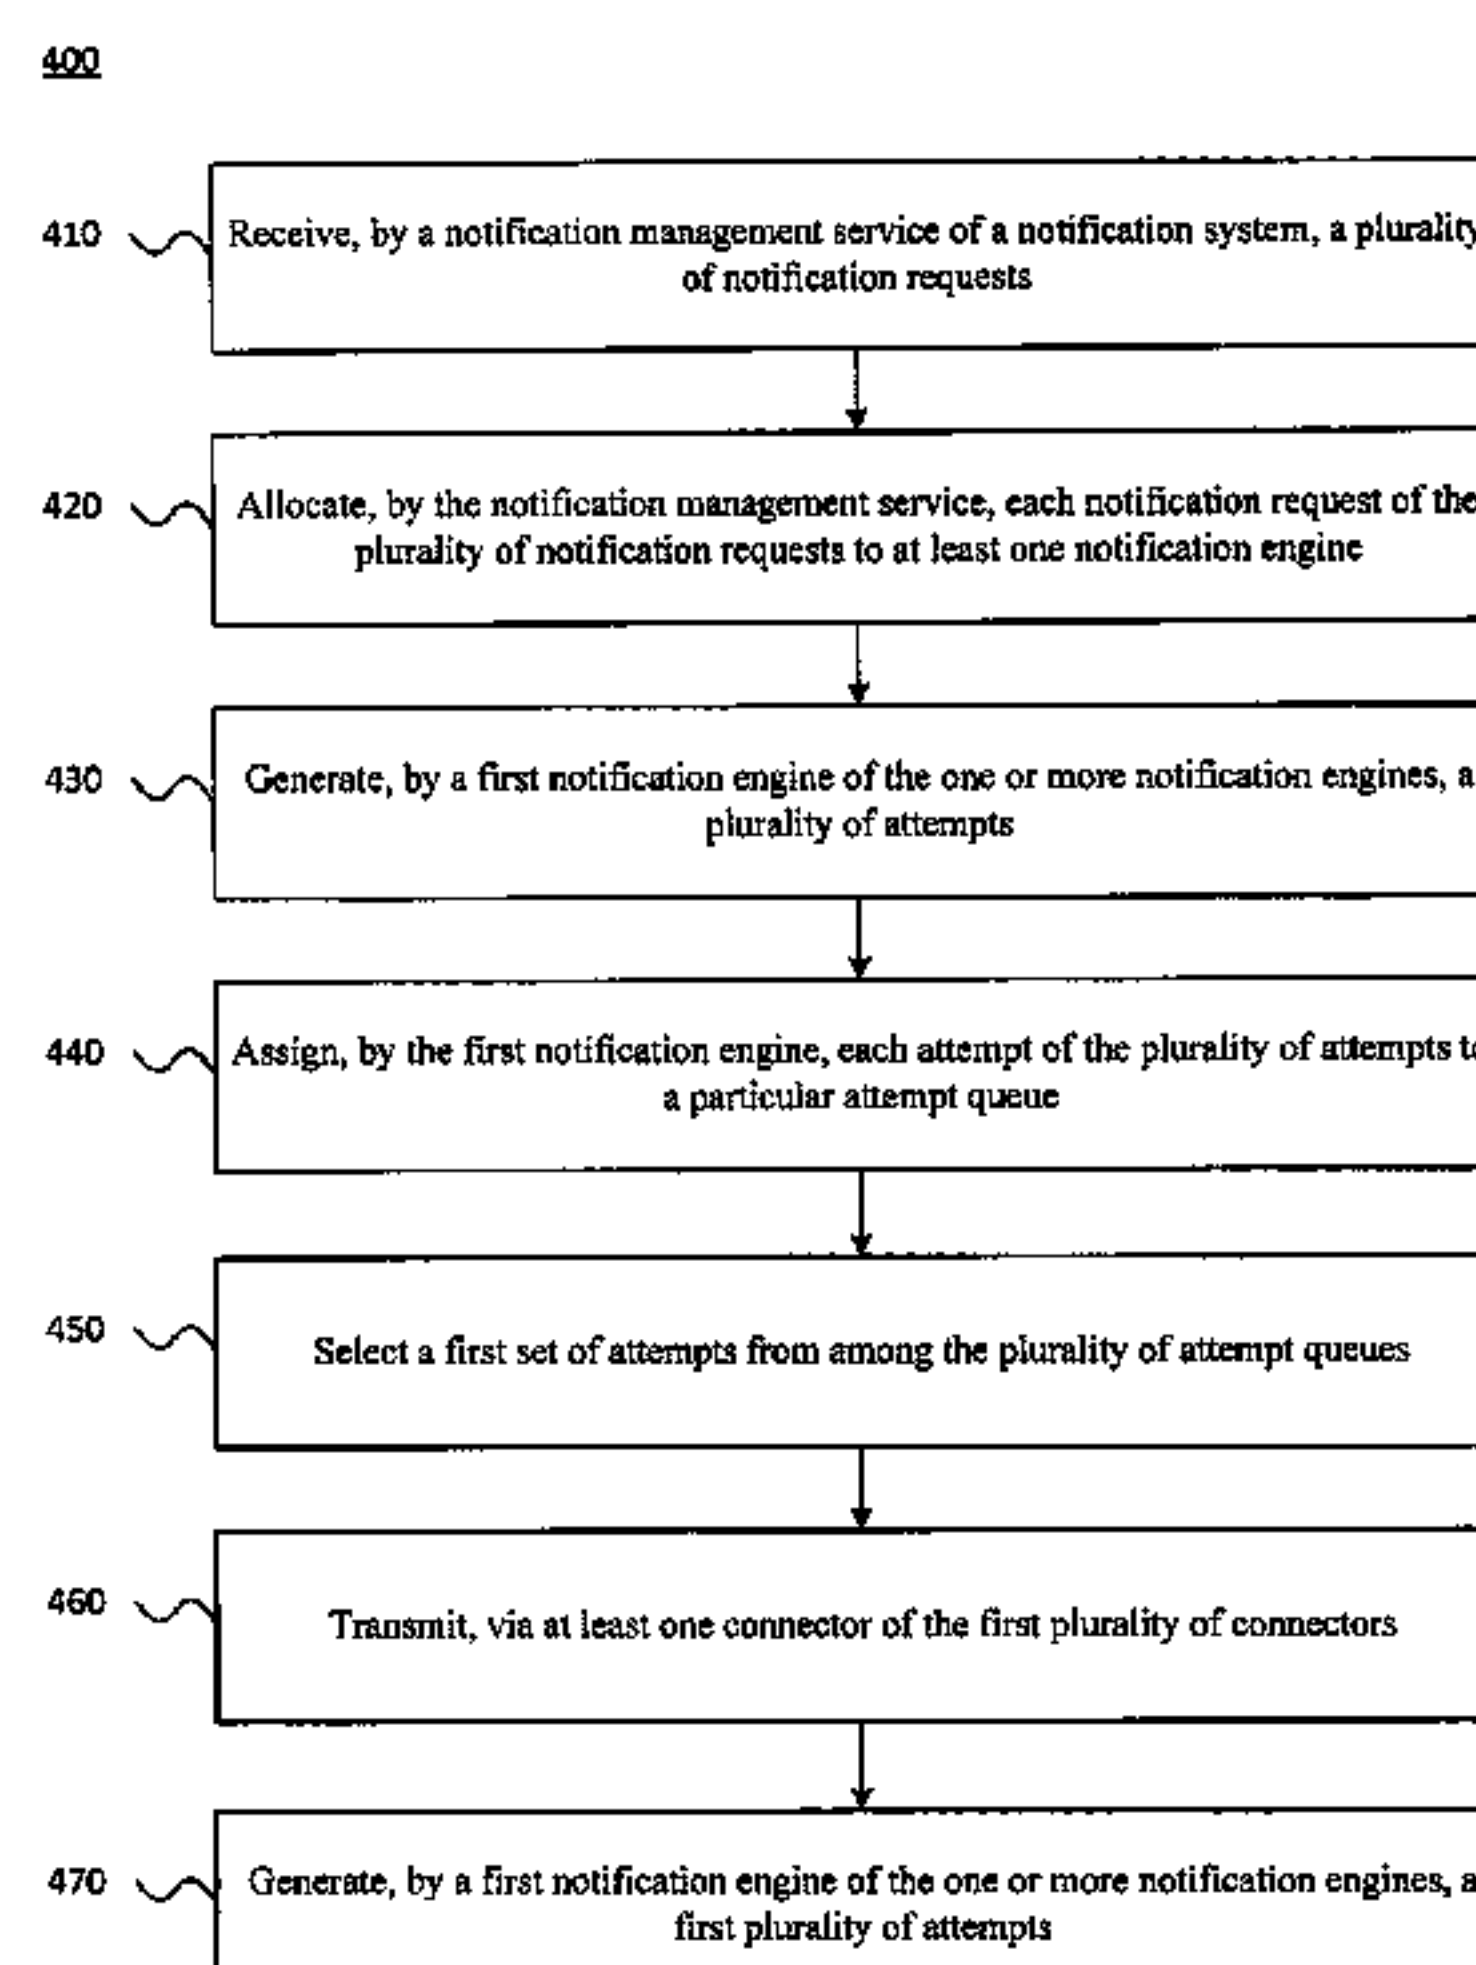 400
410
Receive, by a notification management service of a notification system, a plurality
of notification requests
420
Allocate, by the notification management service, each notification request of the
plurality of notification requests to at least one notification engine
430
Generate, by a first notification engine of the one or more notification engines, a
plurality of attempts
440
Assign, by the first notification engine, each attempt of the plurality of attempts to
a particular attempt queue
450
Select a first set of attempts from among the plurality of attempt queues
460
Transmit, via at least one connector of the first plurality of connectors
470
Generate, by a first notification engine of the one or more notification engines, a
first plurality of attempts